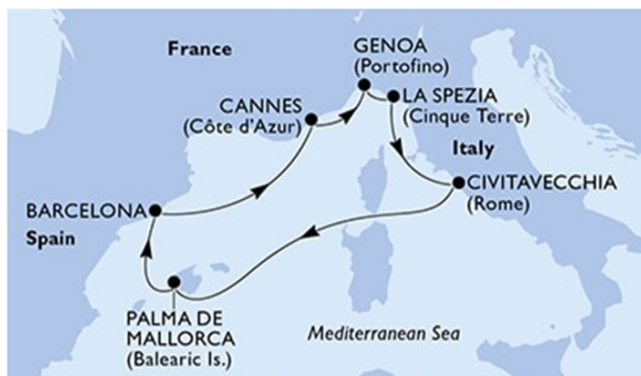 France
GENOA
(Portofino)
CANNES
(Côte d'Azur)
LA SPEZIA
(Cinque Terre)
Italy
CIVITAVECCHIA
(Rome)
BARCELONA
Spain
PALMA DE
MALLORCA
(Balearic Is.)
Mediterranean Sea